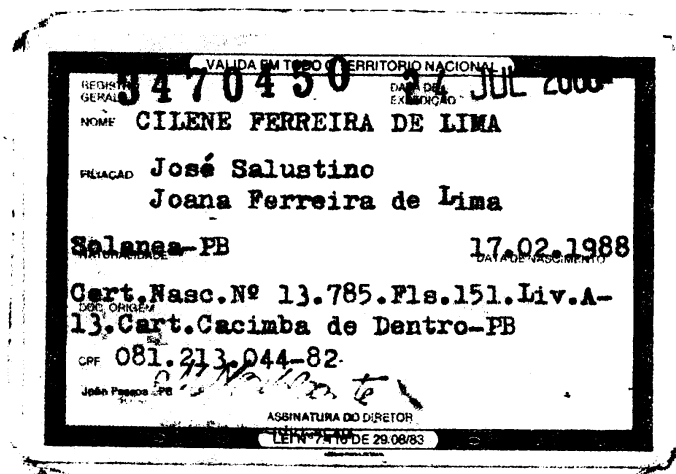 VALIDA EM TODO O TERRITORIO NACIONAL
REGISTRO GERAL 3470450 DATA DE EXPEDIÇÃO JUL
NOME CILENE FERREIRA DE LIMA
FILIAÇÃO José Salustino
Joana Ferreira de Lima
Solanea-PB 17.02.1988
NATURALIDADE DATA DE NASCIMENTO
Cert.Nasc.Nº 13.785.Fls.151.Liv.A-
DOC. ORIGEM
13.Cart.Cacimba de Dentro-PB
CPF 081.213.044-82
João Pessoa - PB
ASSINATURA DO DIRETOR
LEI Nº 7.116 DE 29.08/83